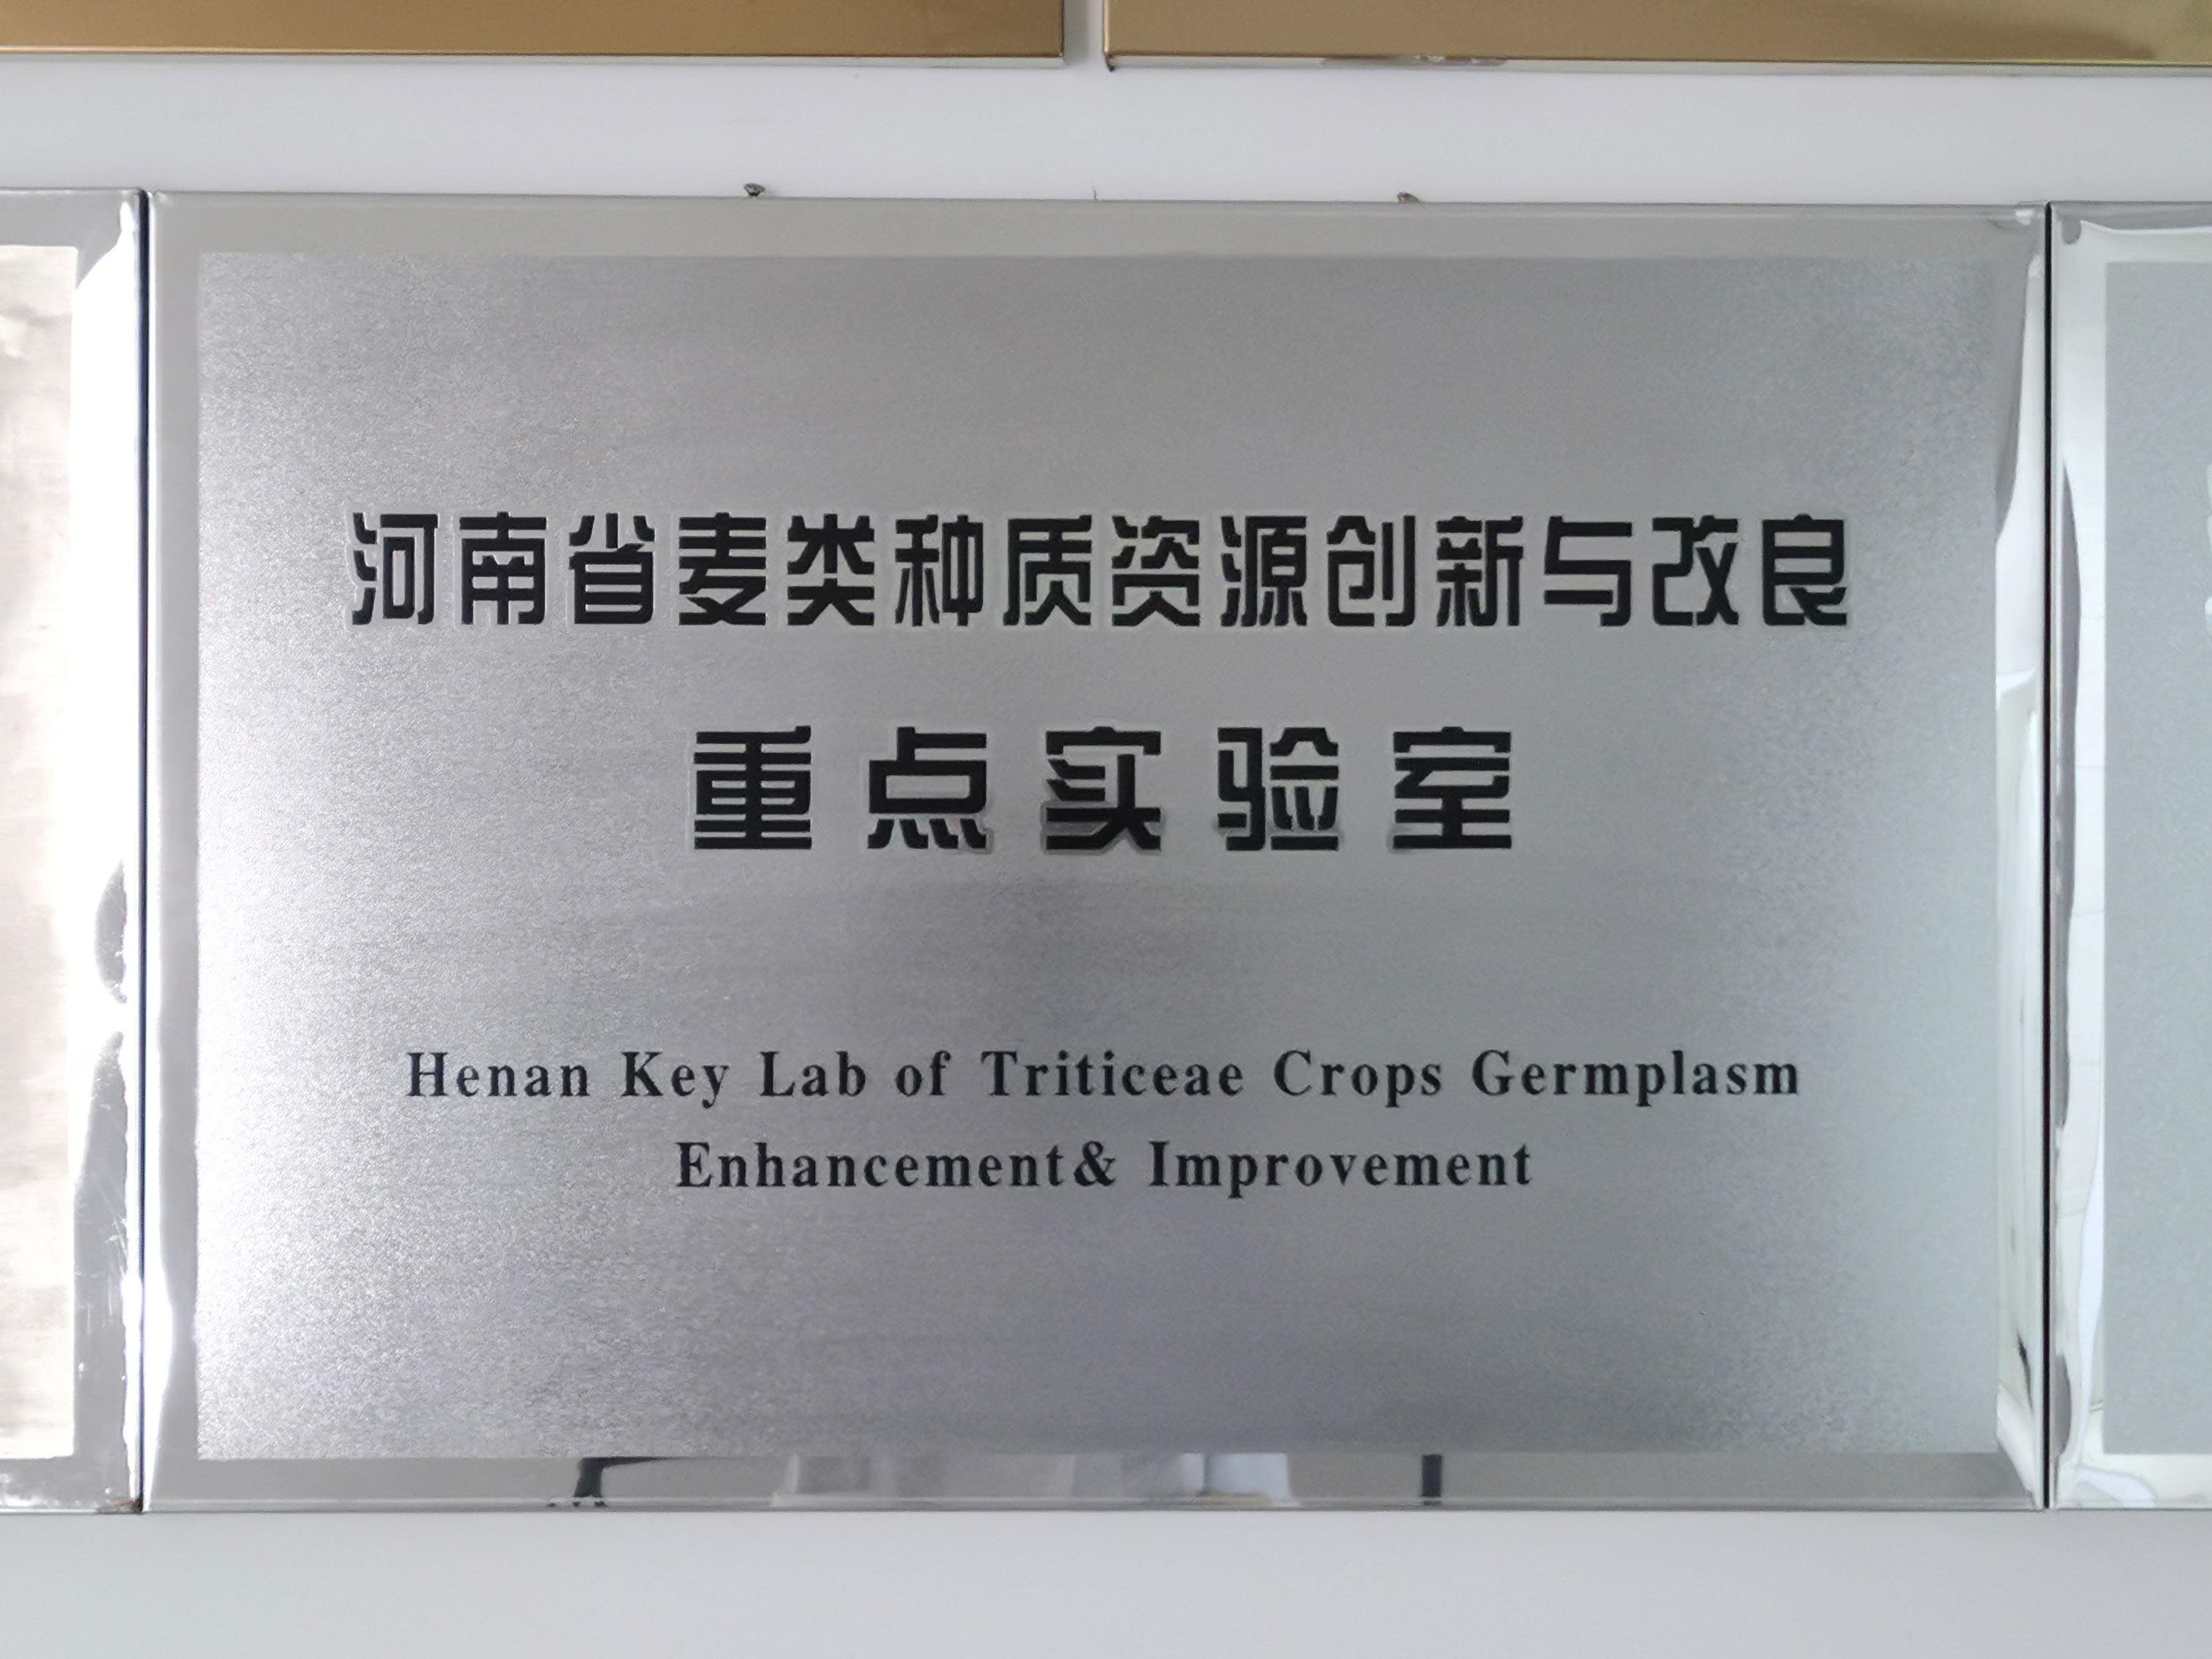 河南省麦类种质资源创新与改良
重点实验室
Henan Key Lab of Triticeae Crops Germplasm
Enhancement& Improvement